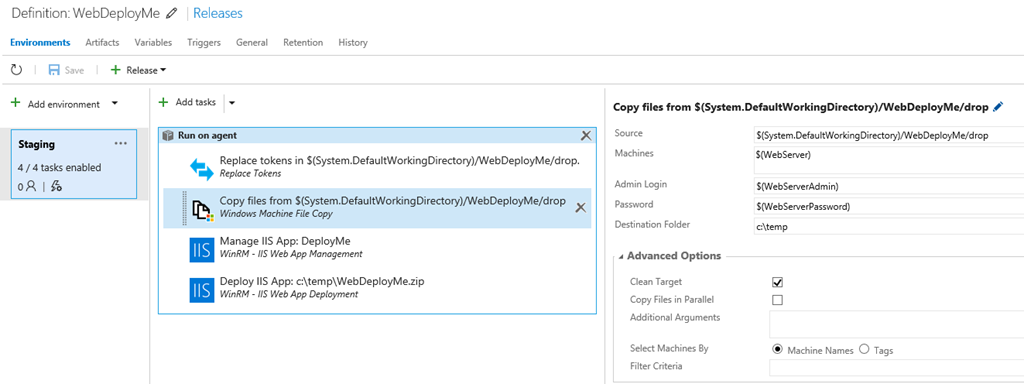 Definition: WebDeployMe
Releases
Environments Artifacts Variables Triggers General Retention History
Save Release
Add environment
Add tasks
Staging
4 / 4 tasks enabled
0
Run on agent
Replace tokens in $(System.DefaultWorkingDirectory)/WebDeployMe/drop.
Replace Tokens
Copy files from $(System.DefaultWorkingDirectory)/WebDeployMe/drop
Windows Machine File Copy
IIS
Manage IIS App: DeployMe
WinRM - IIS Web App Management
IIS
Deploy IIS App: c:\temp\WebDeployMe.zip
WinRM - IIS Web App Deployment
Copy files from $(System.DefaultWorkingDirectory)/WebDeployMe/drop
Source $(System.DefaultWorkingDirectory)/WebDeployMe/drop
Machines $(WebServer)
Admin Login $(WebServerAdmin)
Password $(WebServerPassword)
Destination Folder c:\temp
Advanced Options
Clean Target
Copy Files in Parallel
Additional Arguments
Select Machines By Machine Names Tags
Filter Criteria